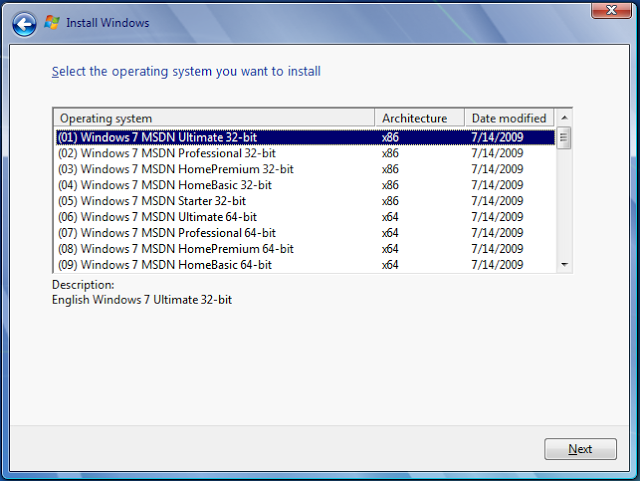 Install Windows
Select the operating system you want to install
Operating system Architecture Date modified
(01) Windows 7 MSDN Ultimate 32-bit x86 7/14/2009
(02) Windows 7 MSDN Professional 32-bit x86 7/14/2009
(03) Windows 7 MSDN HomePremium 32-bit x86 7/14/2009
(04) Windows 7 MSDN HomeBasic 32-bit x86 7/14/2009
(05) Windows 7 MSDN Starter 32-bit x86 7/14/2009
(06) Windows 7 MSDN Ultimate 64-bit x64 7/14/2009
(07) Windows 7 MSDN Professional 64-bit x64 7/14/2009
(08) Windows 7 MSDN HomePremium 64-bit x64 7/14/2009
(09) Windows 7 MSDN HomeBasic 64-bit x64 7/14/2009
Description:
English Windows 7 Ultimate 32-bit
Next